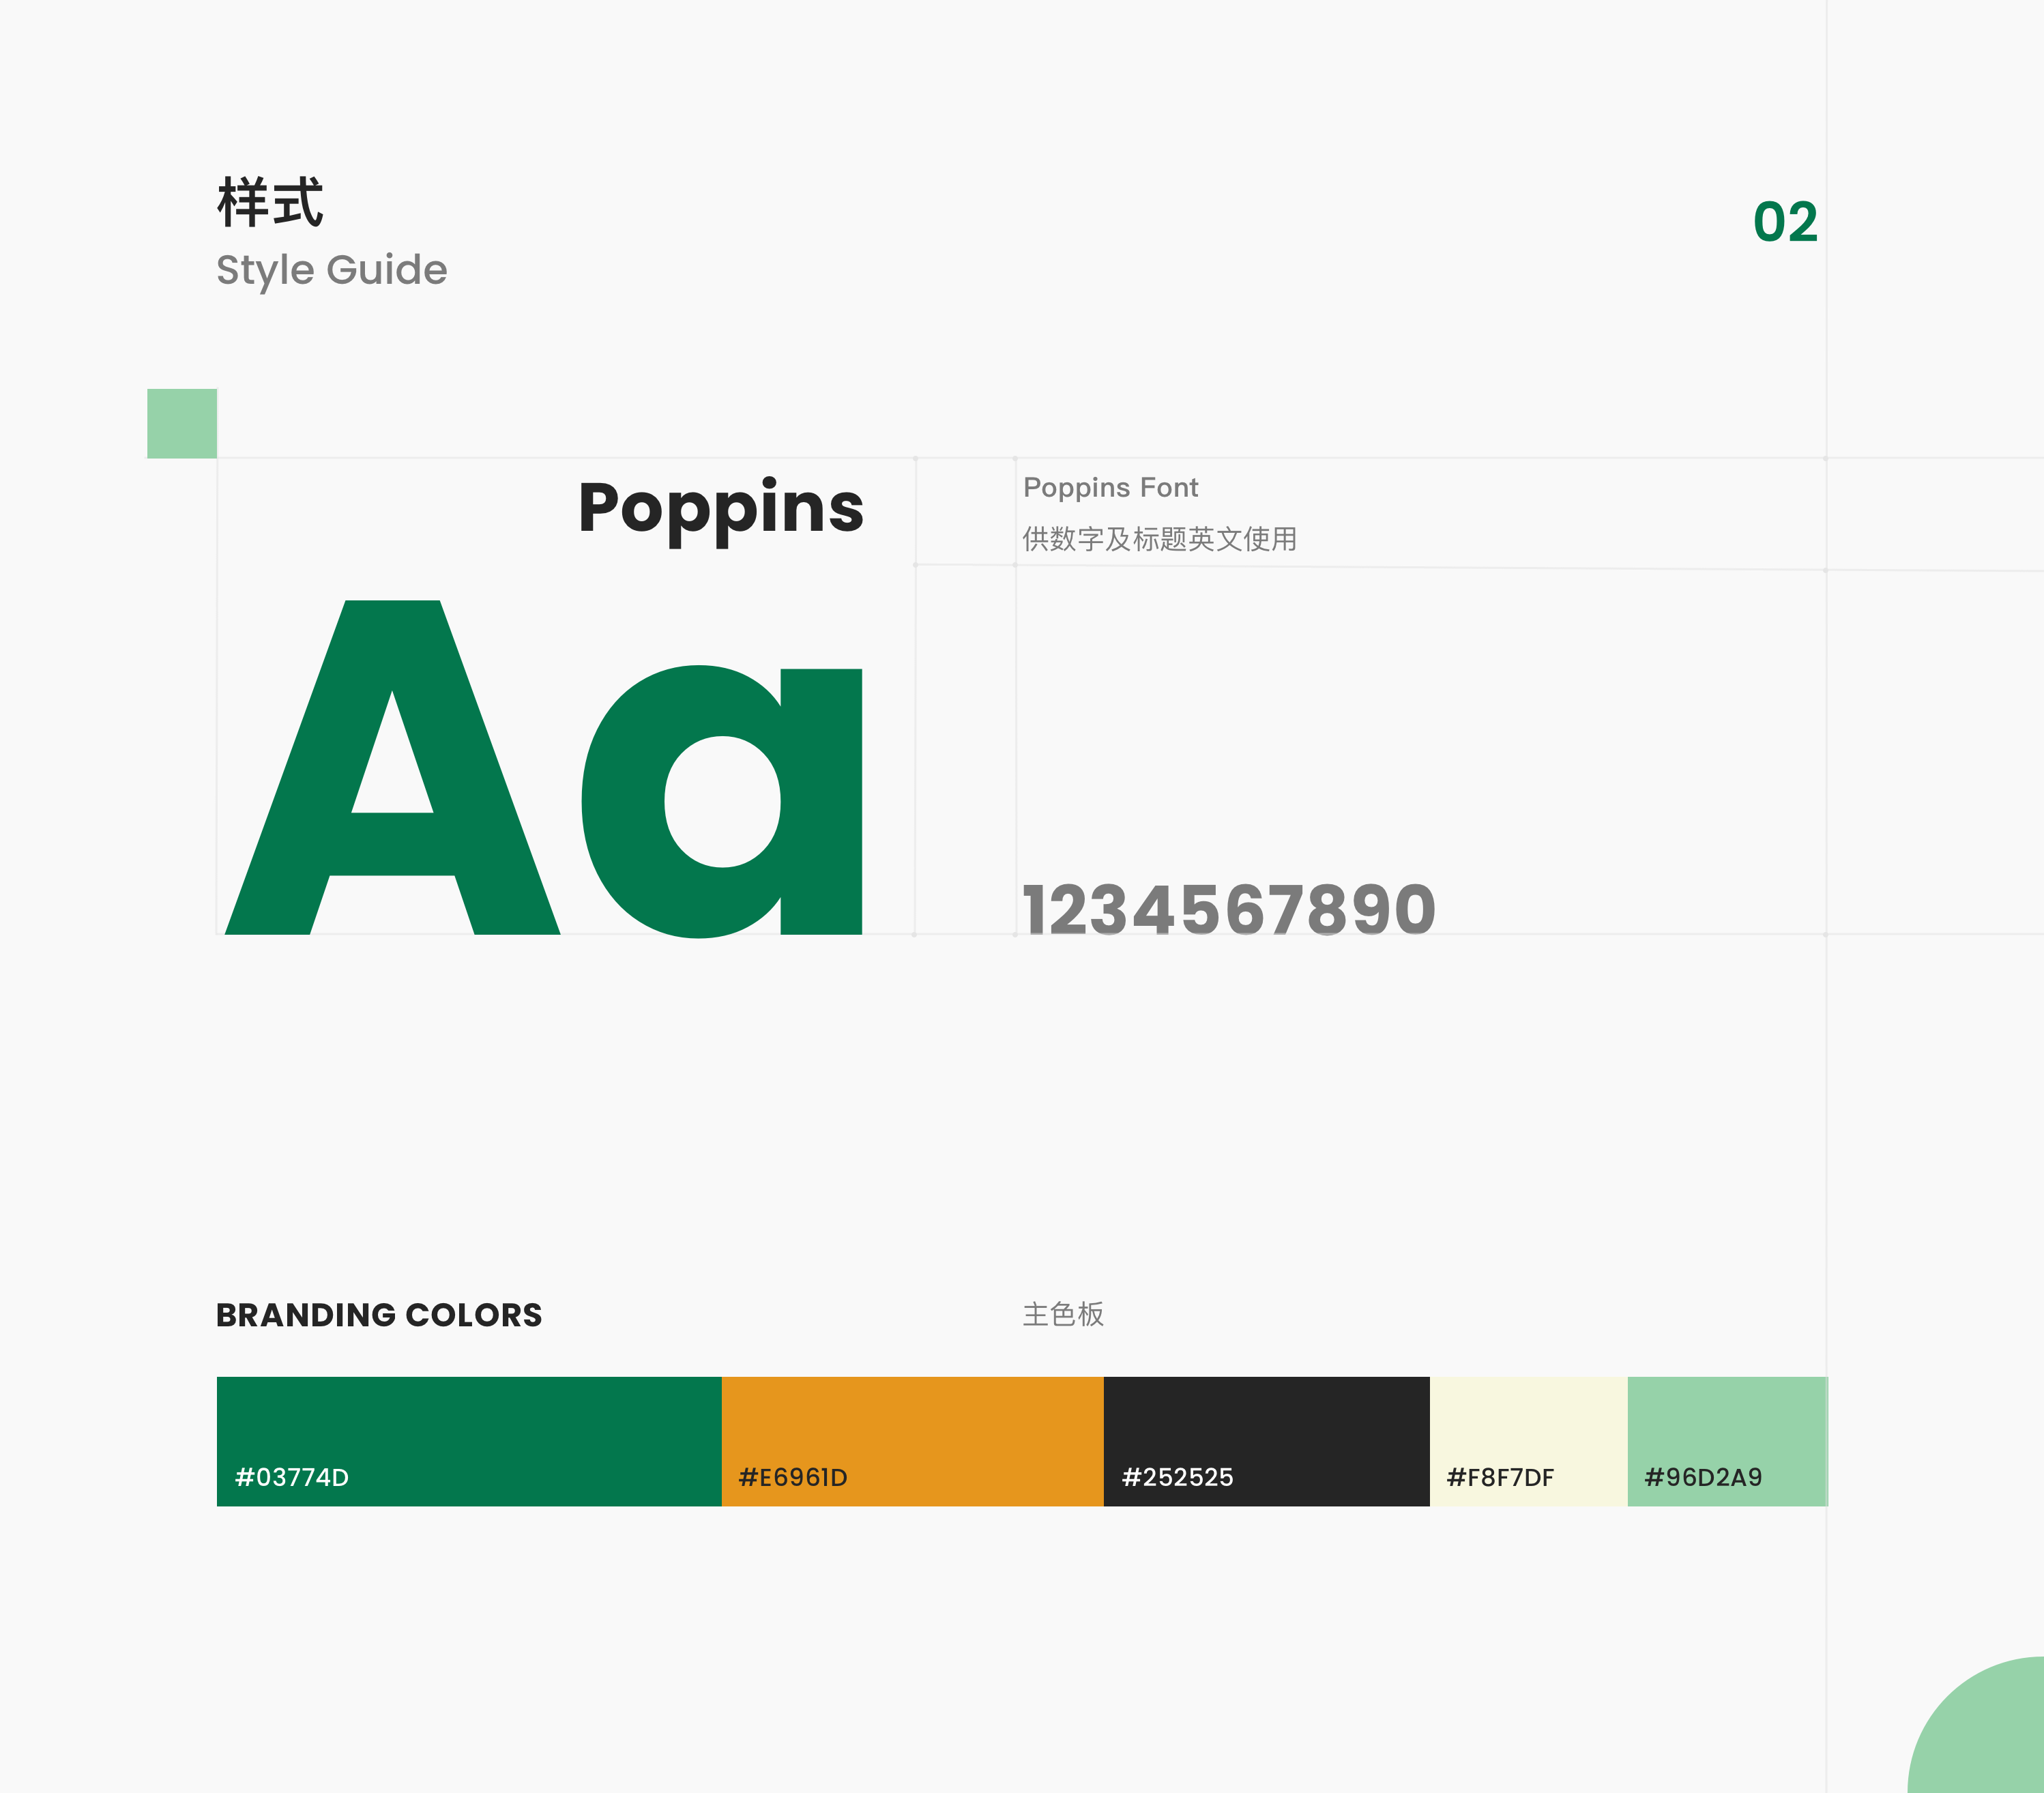 样式
Style Guide
02
Poppins
Poppins Font
供数字及标题英文使用
Aa
1234567890
BRANDING COLORS
主色板
#03774D
#E6961D
#252525
#F8F7DF
#96D2A9